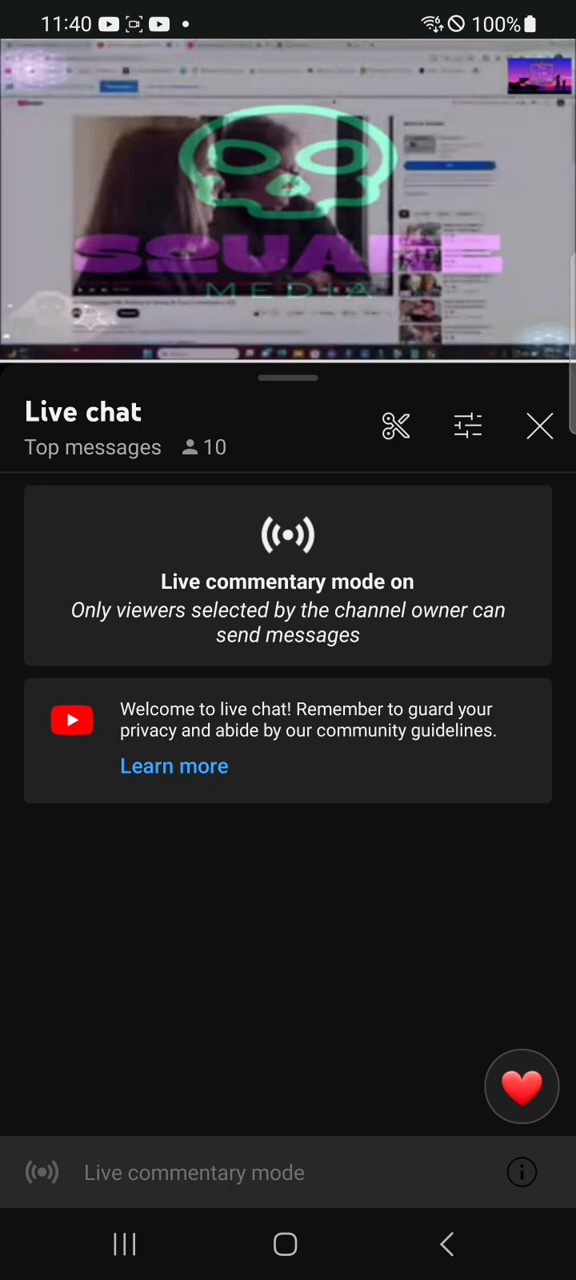 11:40
100%
SQUARE
MEDIA
Live chat
Top messages 10
Live commentary mode on
Only viewers selected by the channel owner can
send messages
Welcome to live chat! Remember to guard your
privacy and abide by our community guidelines.
Learn more
Live commentary mode